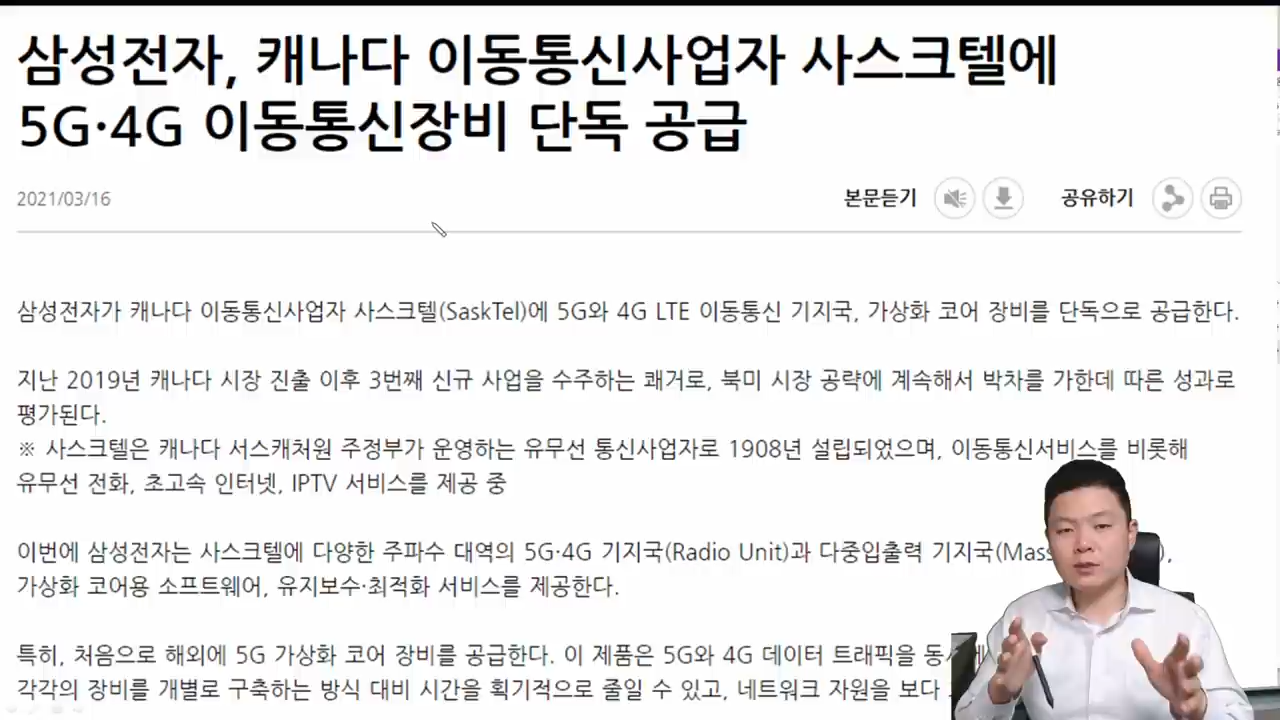 삼성전자, 캐나다 이동통신사업자 사스크텔에
5G·4G 이동통신장비 단독 공급
2021/03/16
본문듣기
공유하기
삼성전자가 캐나다 이동통신사업자 사스크텔(SaskTel)에 5G와 4G LTE 이동통신 기지국, 가상화 코어 장비를 단독으로 공급한다.
지난 2019년 캐나다 시장 진출 이후 3번째 신규 사업을 수주하는 쾌거로, 북미 시장 공략에 계속해서 박차를 가한데 따른 성과로
평가된다.
※ 사스크텔은 캐나다 서스캐처원 주정부가 운영하는 유무선 통신사업자로 1908년 설립되었으며, 이동통신서비스를 비롯해
유무선 전화, 초고속 인터넷, IPTV 서비스를 제공 중
이번에 삼성전자는 사스크텔에 다양한 주파수 대역의 5G·4G 기지국(Radio Unit)과 다중입출력 기지국
가상화 코어용 소프트웨어, 유지보수·최적화 서비스를 제공한다.
특히, 처음으로 해외에 5G 가상화 코어 장비를 공급한다. 이 제품은 5G와 4G 데이터 트래픽을
각각의 장비를 개별로 구축하는 방식 대비 시간을 획기적으로 줄일 수 있고, 네트워크 자원을 보다